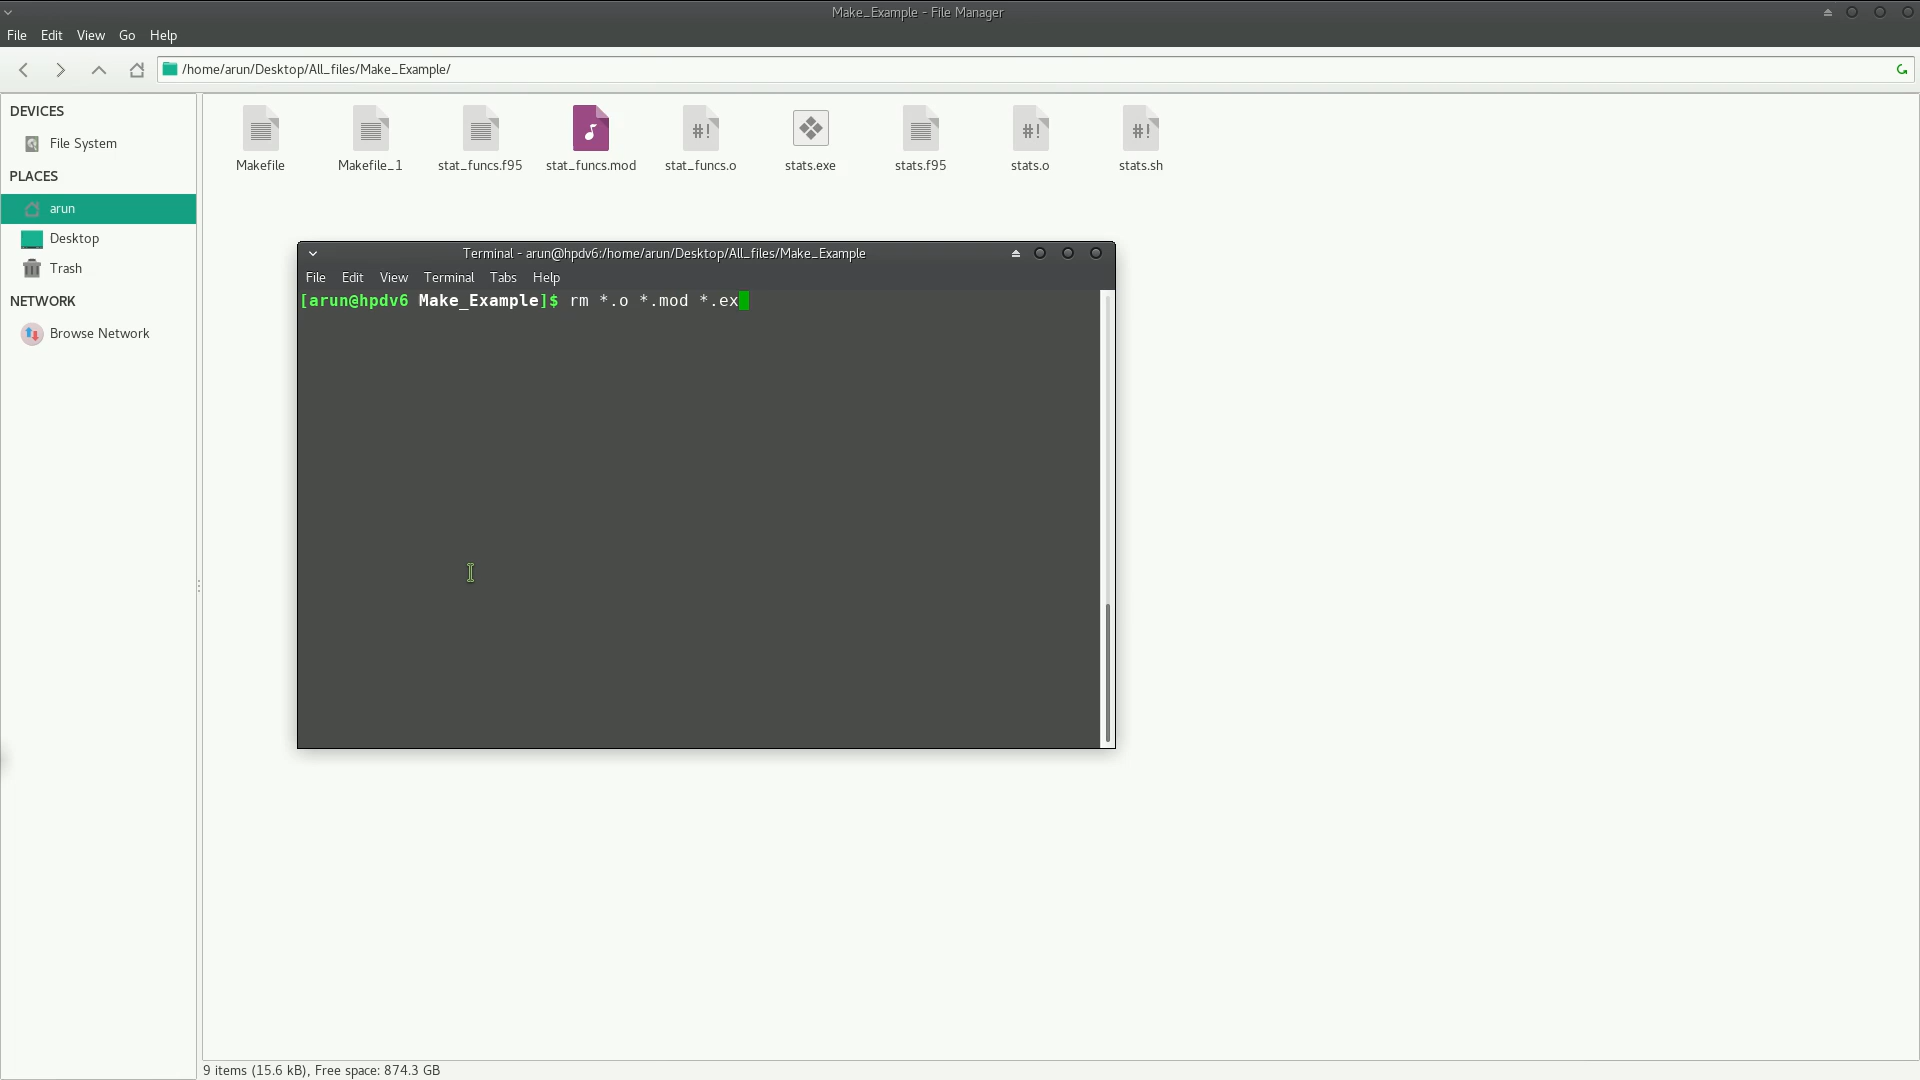 Make_Example - File Manager
File Edit View Go Help
/home/arun/Desktop/All_files/Make_Example/
DEVICES
File System
PLACES
arun
Desktop
Trash
NETWORK
Browse Network
#! #! #!
Makefile Makefile_1 stat_funcs.f95 stat_funcs.mod stat_funcs.o stats.exe stats.f95 stats.o stats.sh
Terminal - arun@hpdv6:/home/arun/Desktop/All_files/Make_Example
File Edit View Terminal Tabs Help
[arun@hpdv6 Make_Example]$ rm *.o *.mod *.ex
9 items (15.6 kB), Free space: 874.3 GB